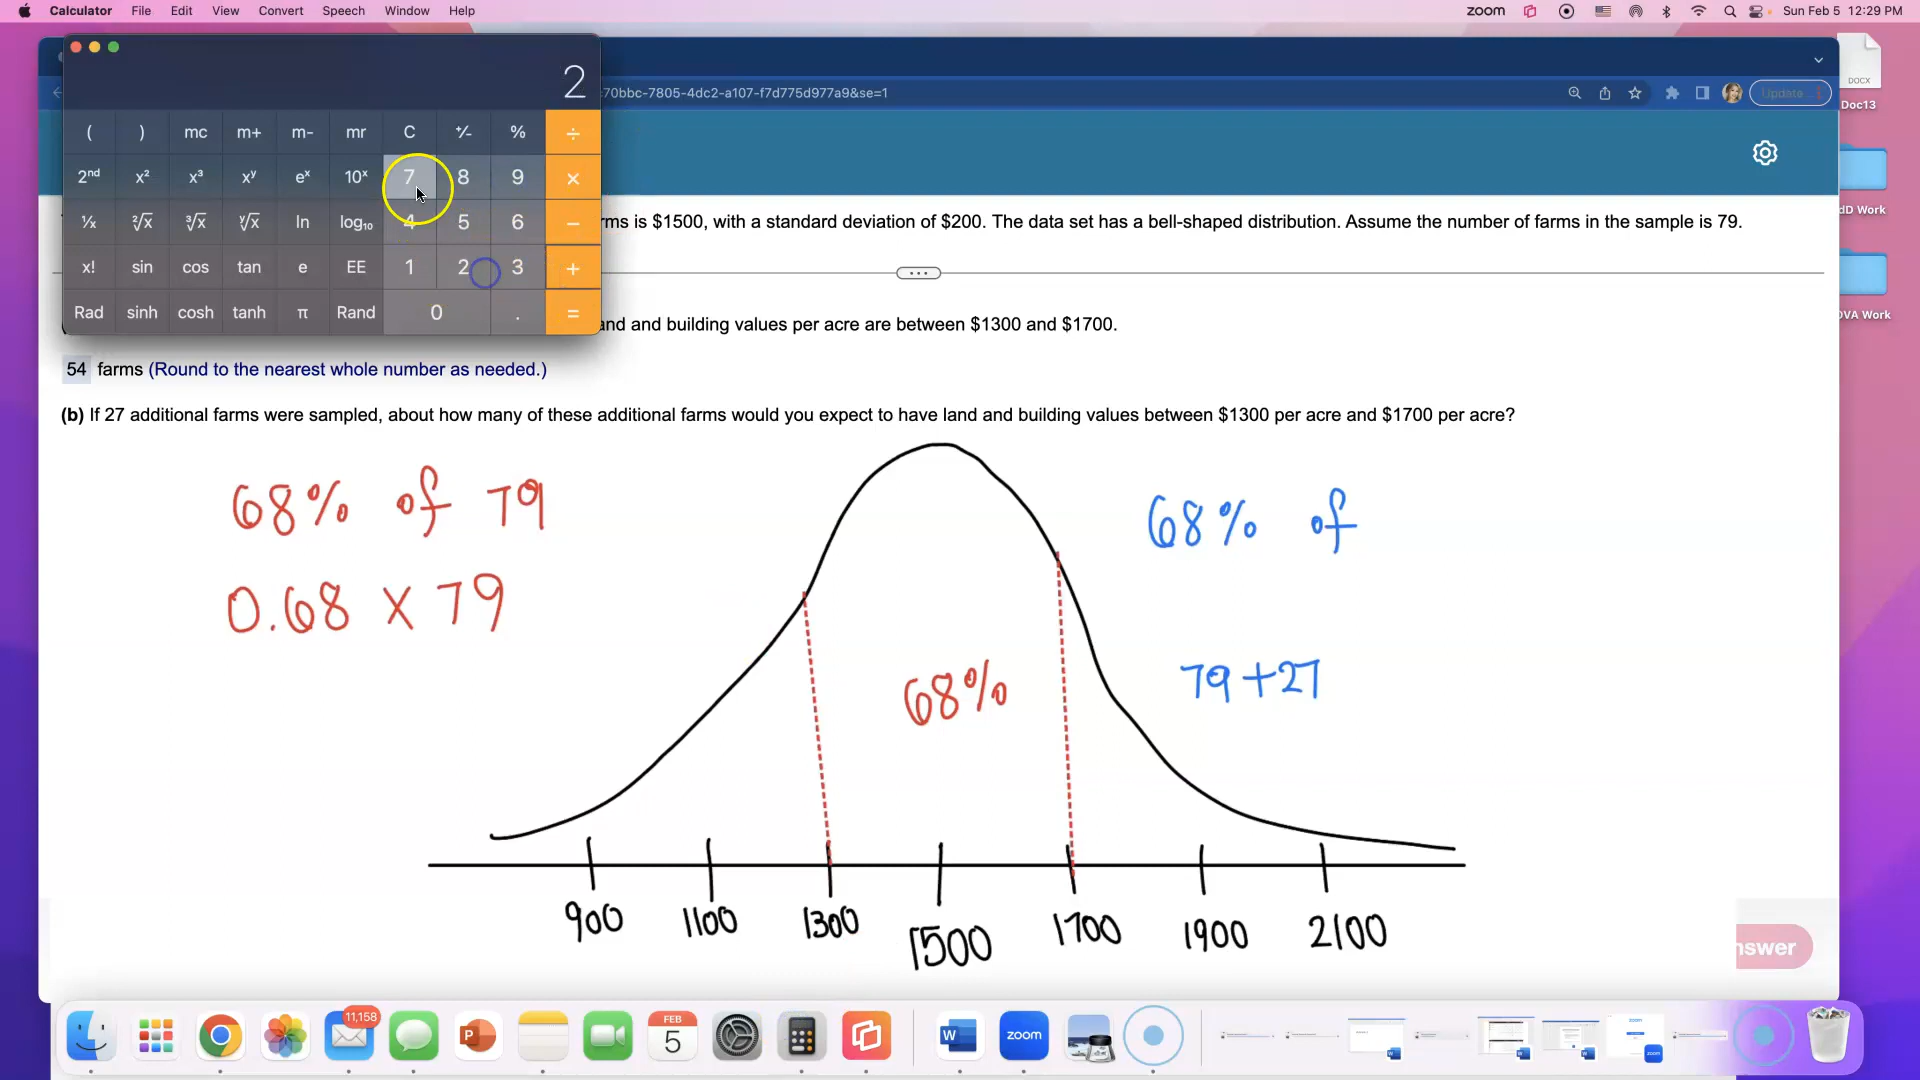 Calculator File Edit View Convert Speech Window Help zoom Sun Feb 5 12:29 PM
2
70bbc-7805-4dc2-a107-f7d775d977a9&se=1
Update
DOCX
Doc13
( ) mc m+ m- mr C +/- % ÷
2nd x² x³ xʸ eˣ 10ˣ 7 8 9 ×
¹/x ²√x ³√x ʸ√x ln log₁₀ 4 5 6 −
x! sin cos tan e EE 1 2 3 +
Rad sinh cosh tanh π Rand 0 . =
dD Work
OVA Work
rms is $1500, with a standard deviation of $200. The data set has a bell-shaped distribution. Assume the number of farms in the sample is 79.
and and building values per acre are between $1300 and $1700.
54 farms (Round to the nearest whole number as needed.)
(b) If 27 additional farms were sampled, about how many of these additional farms would you expect to have land and building values between $1300 per acre and $1700 per acre?
68% of 79
0.68 x 79
68% of
68%
79+27
900 1100 1300 1500 1700 1900 2100
nswer
11,158
FEB
5
zoom